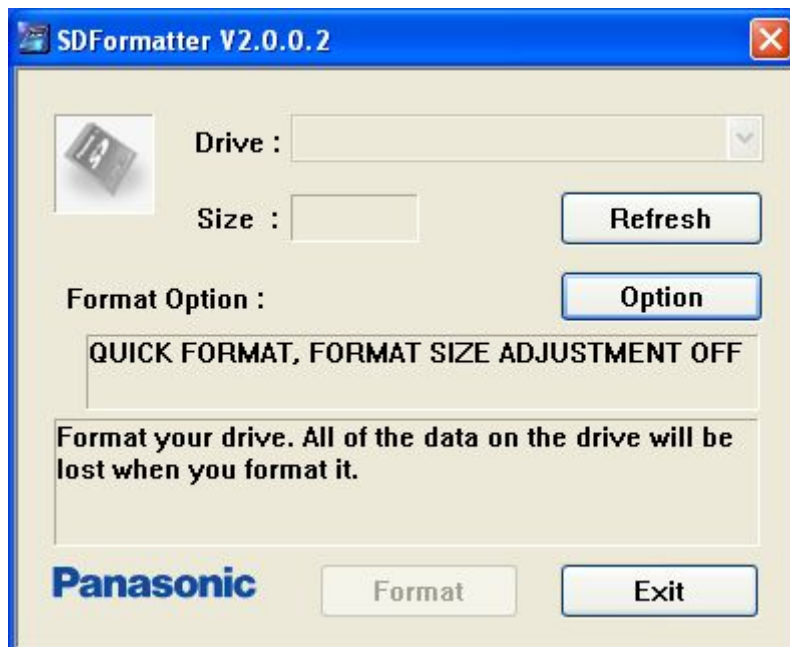 SDFormatter V2.0.0.2
Drive :
Size :
Refresh
Format Option :
Option
QUICK FORMAT, FORMAT SIZE ADJUSTMENT OFF
Format your drive. All of the data on the drive will be
lost when you format it.
Panasonic
Format
Exit